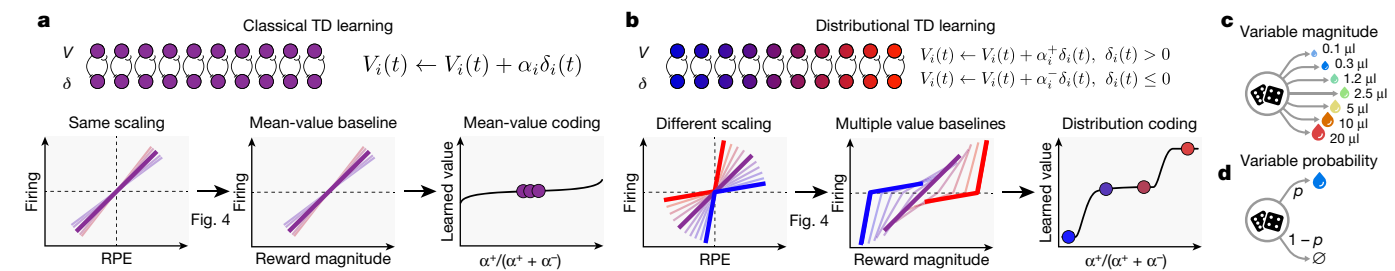 a
Classical TD learning
V
δ
V_i(t) ← V_i(t) + α_iδ_i(t)
Same scaling
Firing
RPE
Fig. 4
Mean-value baseline
Firing
Reward magnitude
Mean-value coding
Learned value
α⁺/(α⁺ + α⁻)
b
Distributional TD learning
V
δ
V_i(t) ← V_i(t) + α_i⁺δ_i(t), δ_i(t) > 0
V_i(t) ← V_i(t) + α_i⁻δ_i(t), δ_i(t) ≤ 0
Different scaling
Firing
RPE
Fig. 4
Multiple value baselines
Firing
Reward magnitude
Distribution coding
Learned value
α⁺/(α⁺ + α⁻)
c
Variable magnitude
0.1 µl
0.3 µl
1.2 µl
2.5 µl
5 µl
10 µl
20 µl
d
Variable probability
p
1 − p
∅